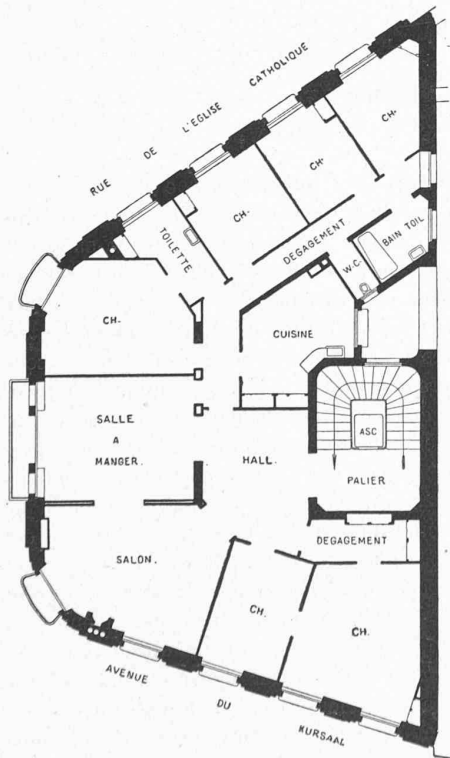 RUE DE L'EGLISE CATHOLIQUE
CH.
CH.
CH.
TOILETTE
DEGAGEMENT
BAIN TOIL
W.C.
CH.
CUISINE
SALLE
A
MANGER.
HALL.
ASC
PALIER
DEGAGEMENT
SALON.
CH.
CH.
AVENUE DU KURSAAL